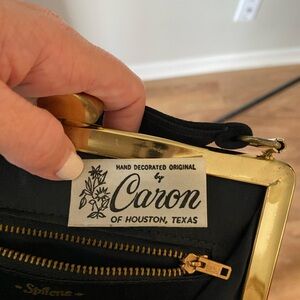 HAND DECORATED ORIGINAL
by
Caron
OF HOUSTON, TEXAS